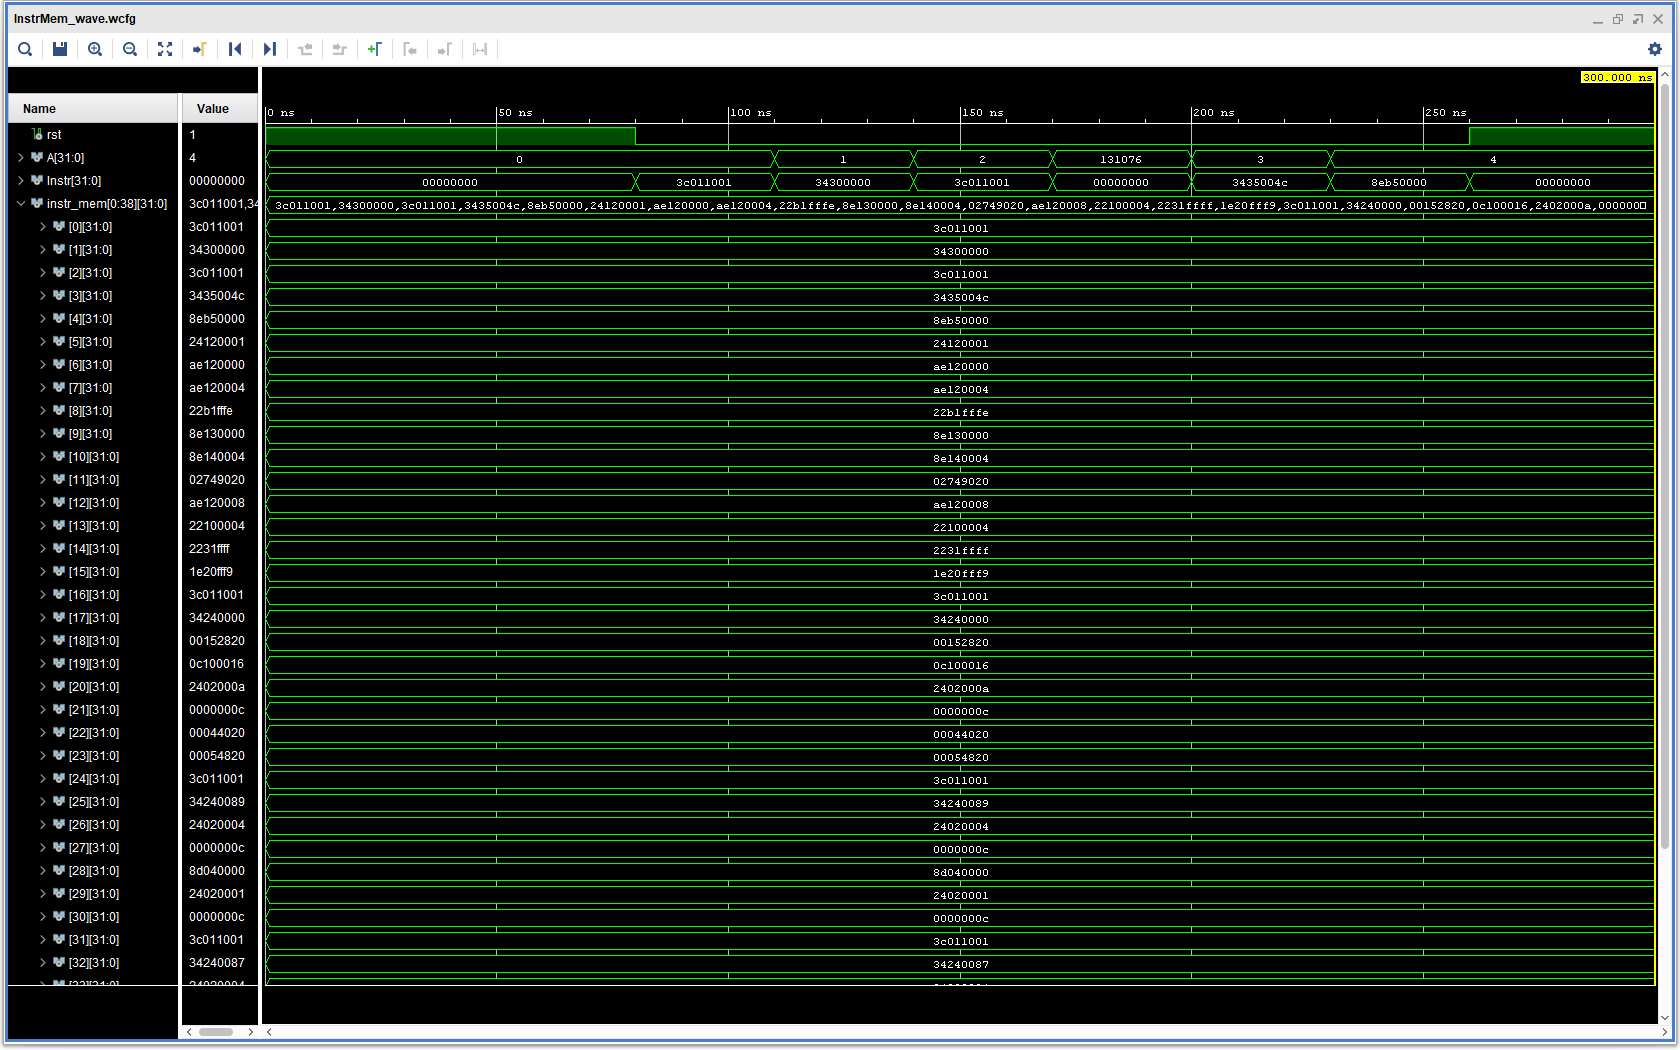 InstrMem_wave.wcfg
300.000 ns
Name Value 0 ns 50 ns 100 ns 150 ns 200 ns 250 ns
rst 1
A[31:0] 4 0 1 2 131076 3 4
Instr[31:0] 00000000 00000000 3c011001 34300000 3c011001 00000000 3435004c 8eb50000 00000000
instr_mem[0:38][31:0] 3c011001,34 3c011001,34300000,3c011001,3435004c,8eb50000,24120001,ae120000,ae120004,22b1fffe,8e130000,8e140004,02749020,ae120008,22100004,2231ffff,1e20fff9,3c011001,34240000,00152820,0c100016,2402000a,00000
[0][31:0] 3c011001 3c011001
[1][31:0] 34300000 34300000
[2][31:0] 3c011001 3c011001
[3][31:0] 3435004c 3435004c
[4][31:0] 8eb50000 8eb50000
[5][31:0] 24120001 24120001
[6][31:0] ae120000 ae120000
[7][31:0] ae120004 ae120004
[8][31:0] 22b1fffe 22b1fffe
[9][31:0] 8e130000 8e130000
[10][31:0] 8e140004 8e140004
[11][31:0] 02749020 02749020
[12][31:0] ae120008 ae120008
[13][31:0] 22100004 22100004
[14][31:0] 2231ffff 2231ffff
[15][31:0] 1e20fff9 1e20fff9
[16][31:0] 3c011001 3c011001
[17][31:0] 34240000 34240000
[18][31:0] 00152820 00152820
[19][31:0] 0c100016 0c100016
[20][31:0] 2402000a 2402000a
[21][31:0] 0000000c 0000000c
[22][31:0] 00044020 00044020
[23][31:0] 00054820 00054820
[24][31:0] 3c011001 3c011001
[25][31:0] 34240089 34240089
[26][31:0] 24020004 24020004
[27][31:0] 0000000c 0000000c
[28][31:0] 8d040000 8d040000
[29][31:0] 24020001 24020001
[30][31:0] 0000000c 0000000c
[31][31:0] 3c011001 3c011001
[32][31:0] 34240087 34240087